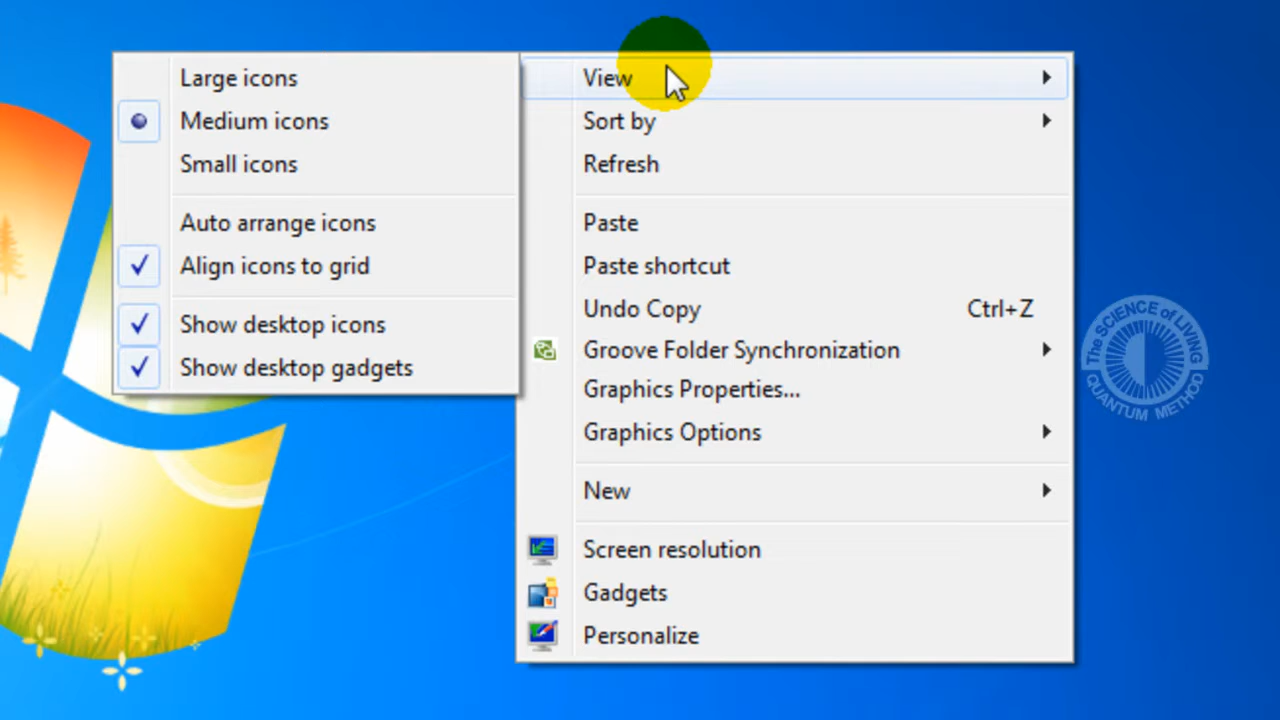 Large icons
Medium icons
Small icons
Auto arrange icons
Align icons to grid
Show desktop icons
Show desktop gadgets
View
Sort by
Refresh
Paste
Paste shortcut
Undo Copy Ctrl+Z
Groove Folder Synchronization
Graphics Properties...
Graphics Options
New
Screen resolution
Gadgets
Personalize
The SCIENCE of LIVING
QUANTUM METHOD